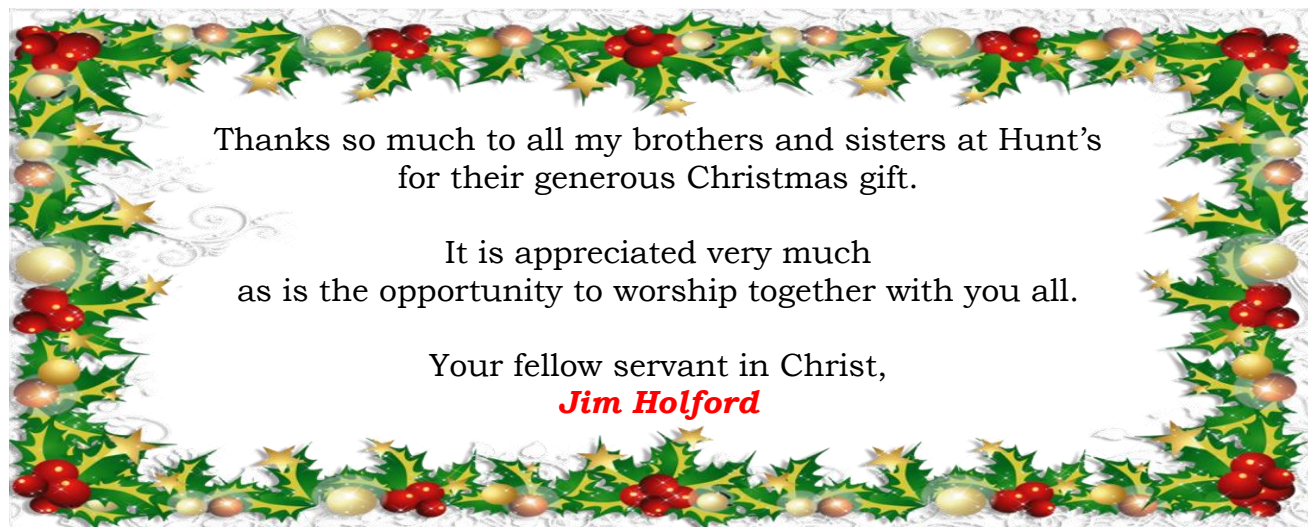 Thanks so much to all my brothers and sisters at Hunt’s
for their generous Christmas gift.
It is appreciated very much
as is the opportunity to worship together with you all.
Your fellow servant in Christ,
Jim Holford